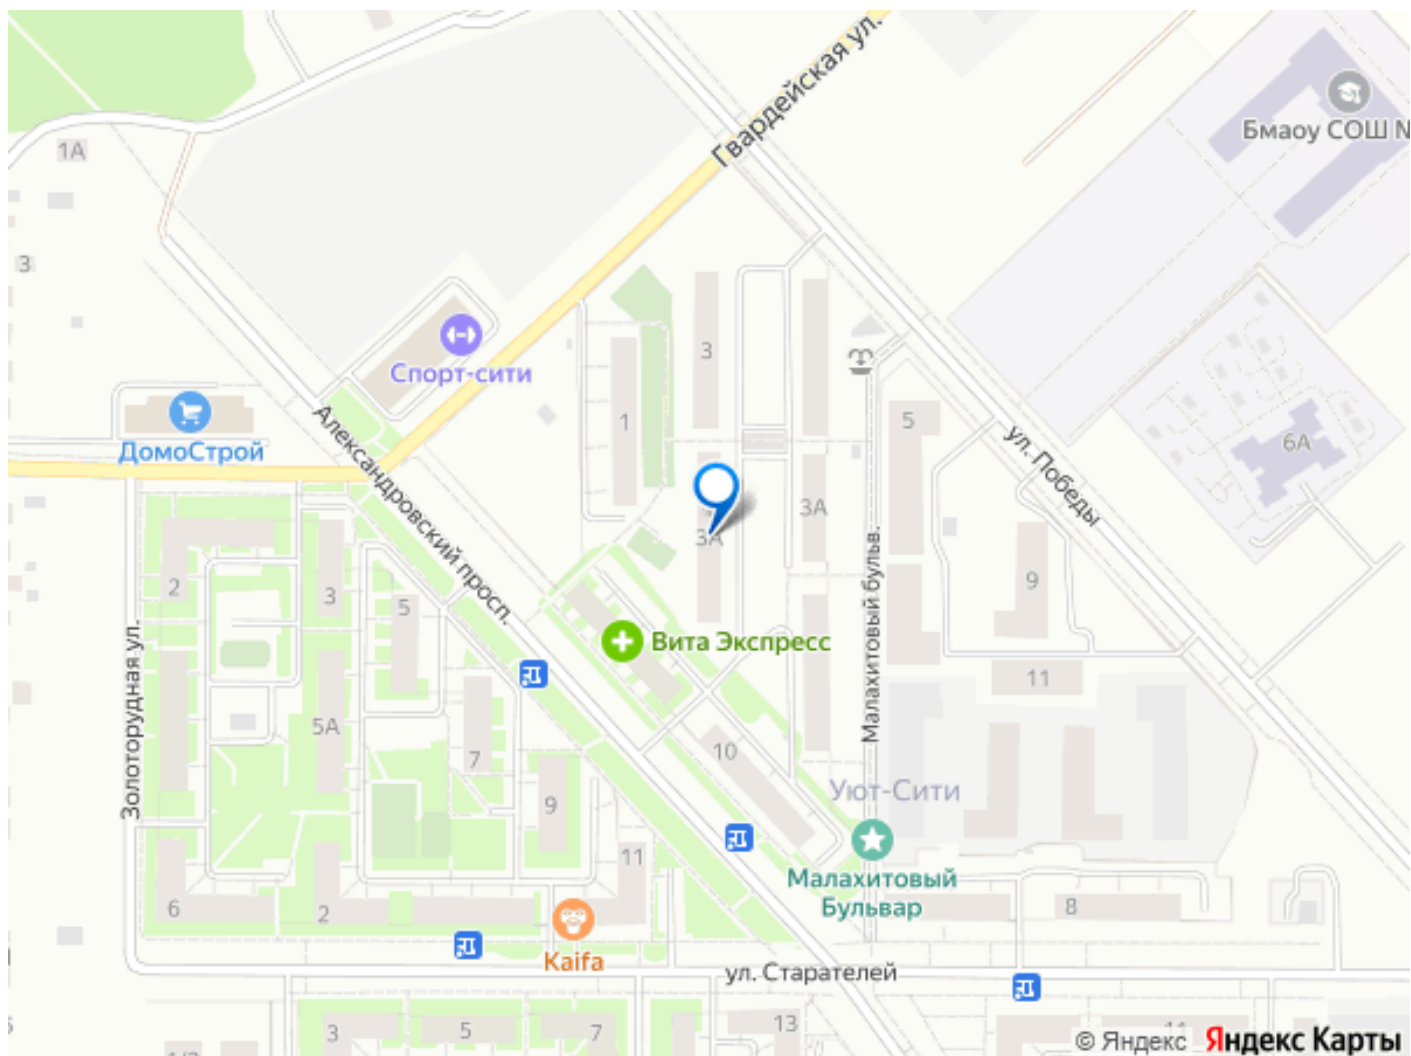 Гвардейская ул.
Бмаоу СОШ N
1А
3
Спорт-сити
3
1
5
ДомоСтрой
Александровский просп.
ул. Победы
6А
3А
3А
2
3
5
9
Вита Экспресс
Малахитовый бульв.
Золоторудная ул.
11
5А
7
10
Уют-Сити
9
11
Малахитовый
Бульвар
6
2
8
Kaifa
ул. Старателей
3
5
7
13
© Яндекс Яндекс Карты